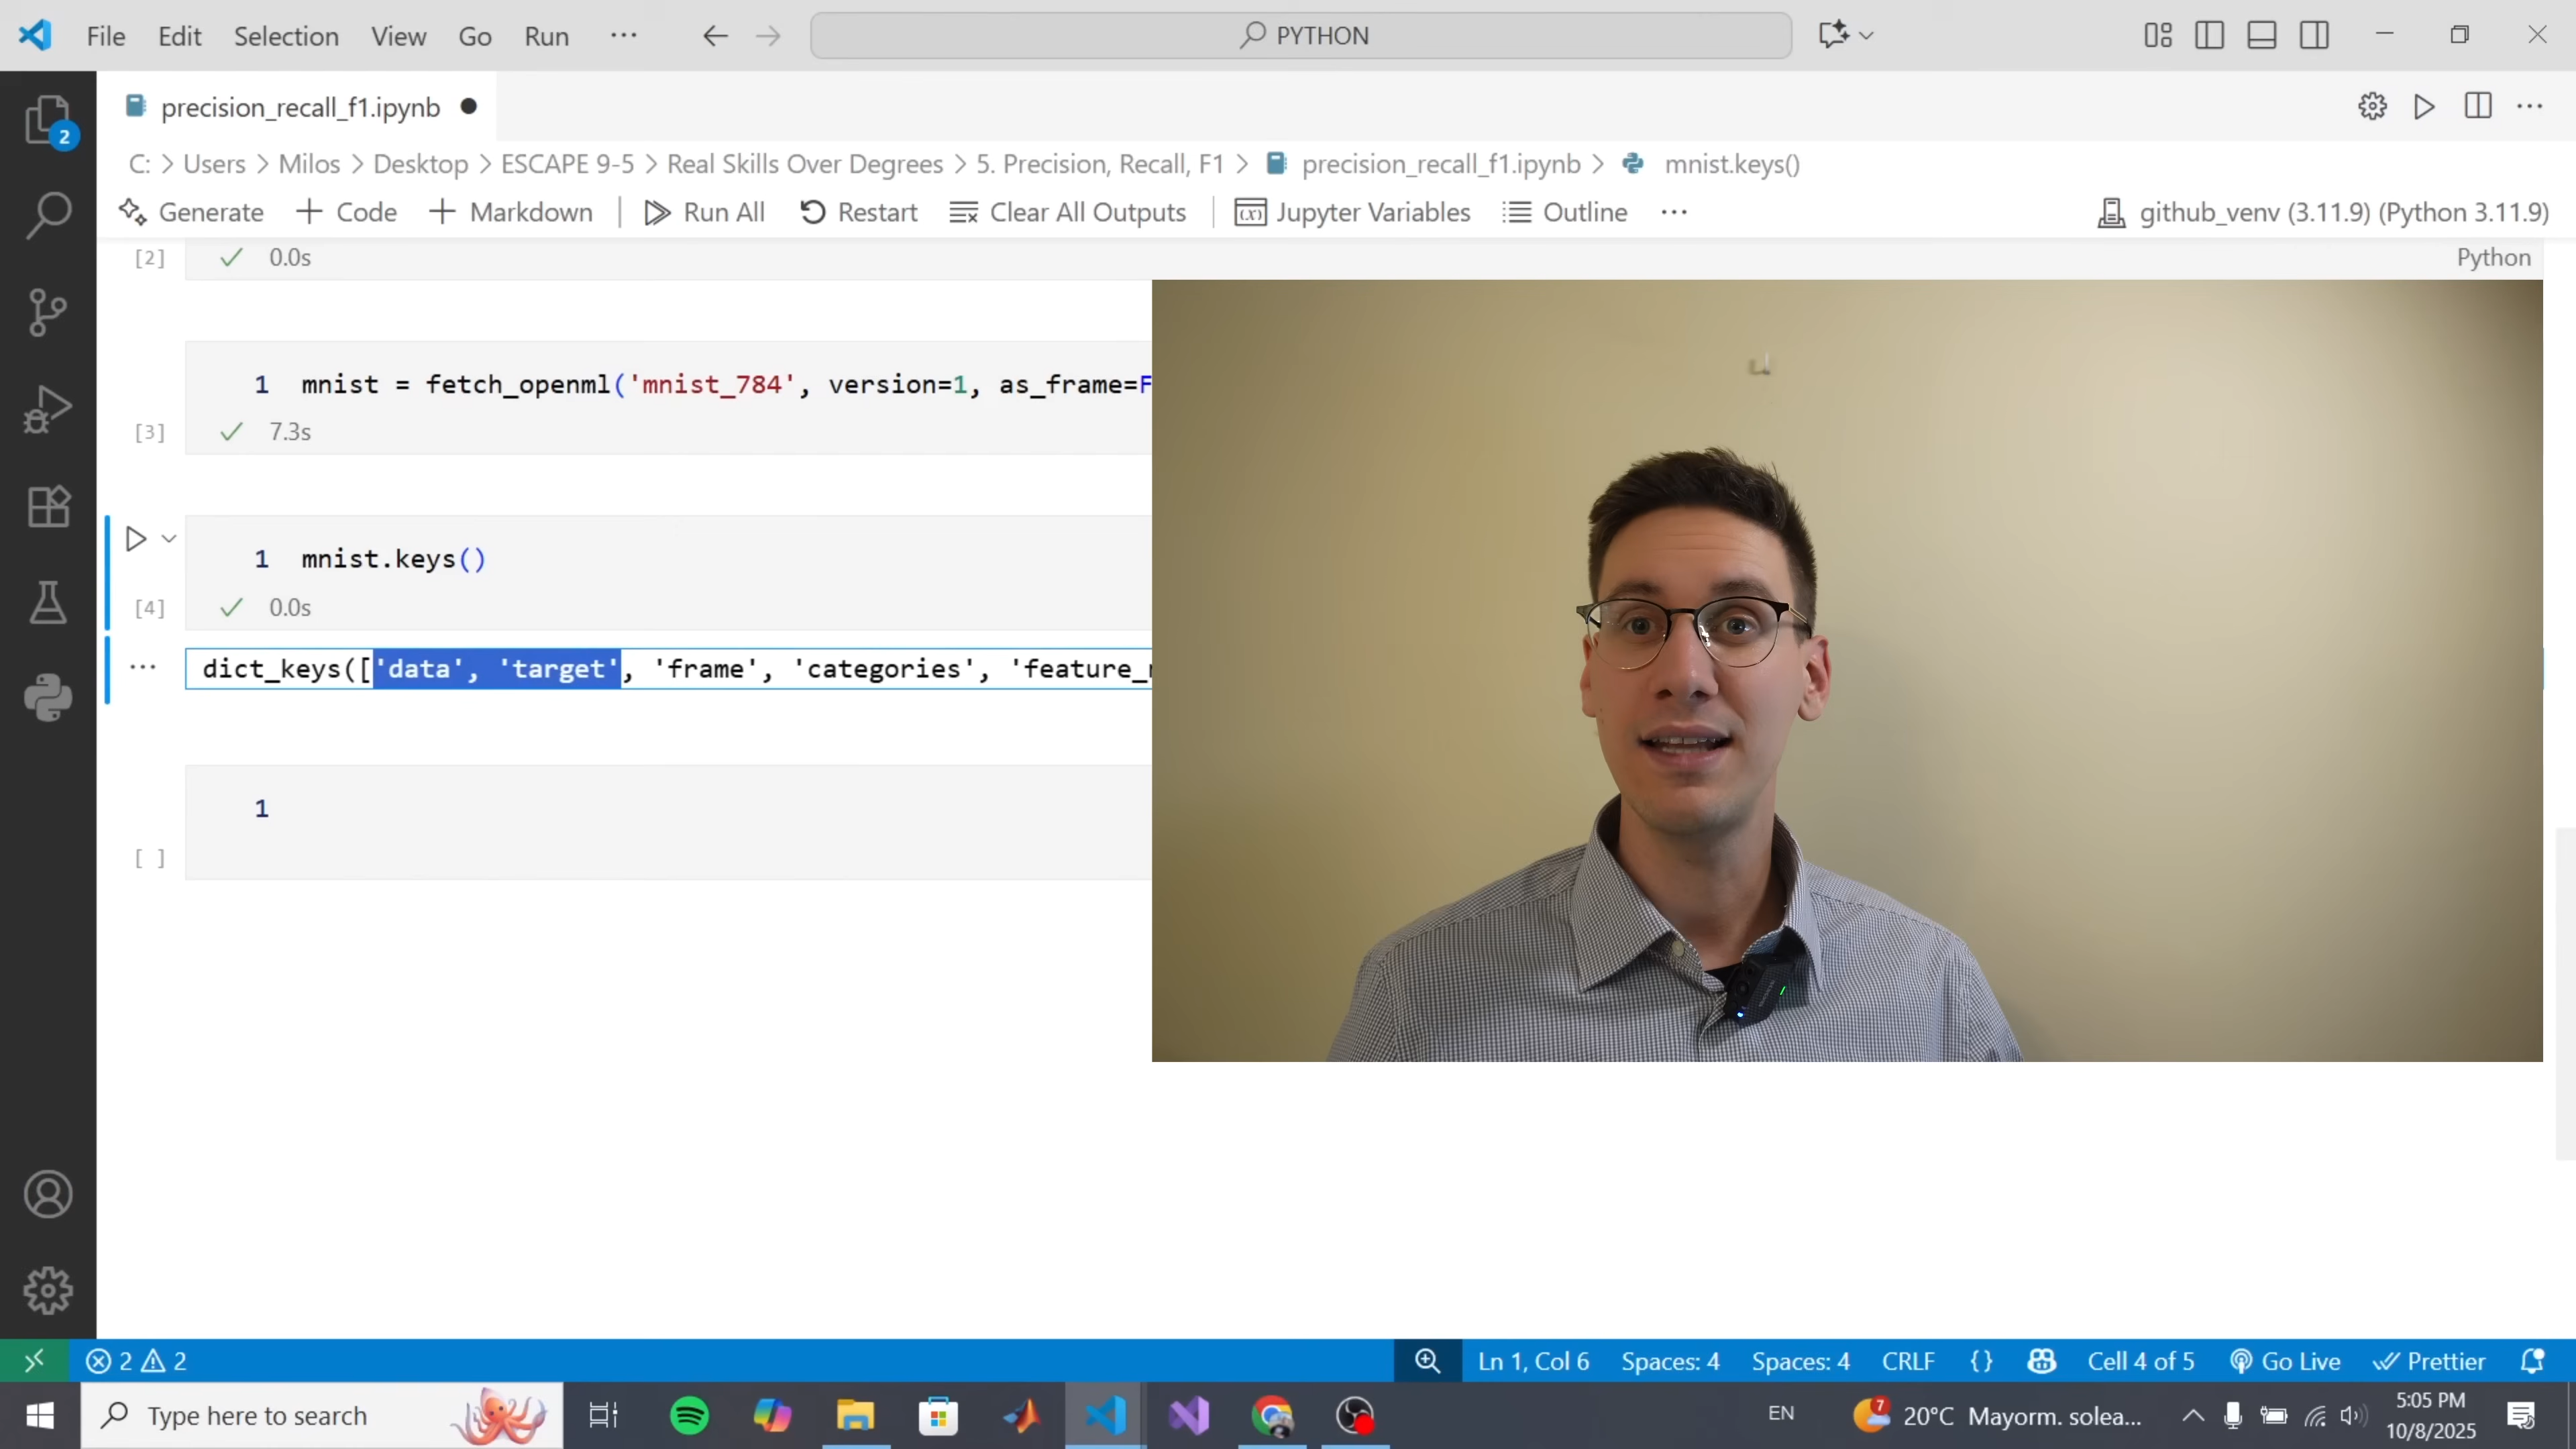 File Edit Selection View Go Run ··· PYTHON
precision_recall_f1.ipynb
2
C: > Users > Milos > Desktop > ESCAPE 9-5 > Real Skills Over Degrees > 5. Precision, Recall, F1 > precision_recall_f1.ipynb > mnist.keys()
Generate + Code + Markdown Run All Restart Clear All Outputs Jupyter Variables Outline ··· github_venv (3.11.9) (Python 3.11.9)
[2] 0.0s Python
1 mnist = fetch_openml('mnist_784', version=1, as_frame=F
[3] 7.3s
1 mnist.keys()
[4] 0.0s
dict_keys(['data', 'target', 'frame', 'categories', 'feature_
1
[ ]
2 2 Ln 1, Col 6 Spaces: 4 Spaces: 4 CRLF {} Cell 4 of 5 Go Live Prettier
Type here to search EN 7 20°C Mayorm. solea... 5:05 PM
10/8/2025